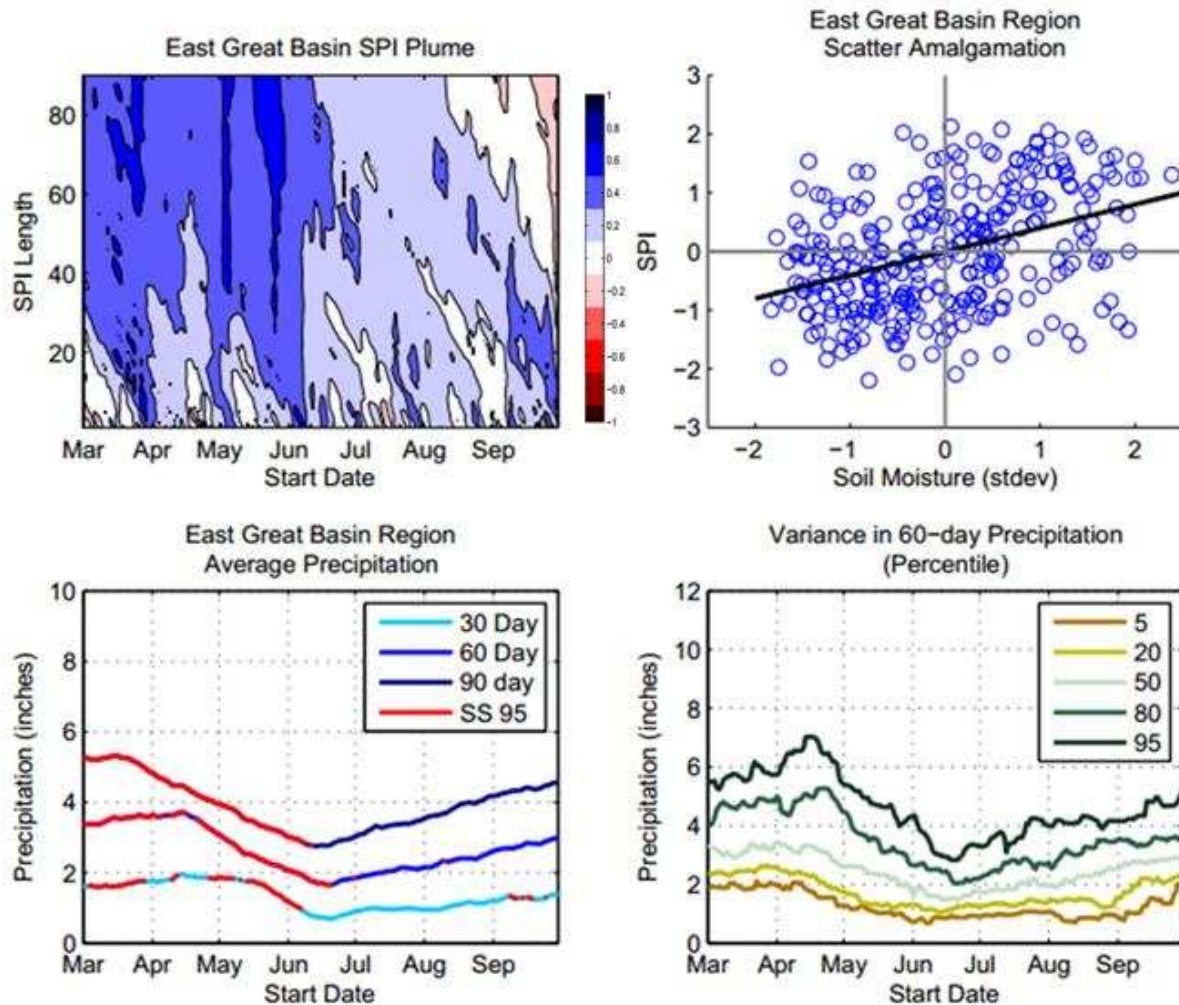 East Great Basin SPI Plume
SPI Length
80
60
40
20
Mar Apr May Jun Jul Aug Sep
Start Date
1
0.8
0.6
0.4
0.2
0
−0.2
−0.4
−0.6
−0.8
−1
East Great Basin Region
Scatter Amalgamation
SPI
3
2
1
0
−1
−2
−3
−2 −1 0 1 2
Soil Moisture (stdev)
East Great Basin Region
Average Precipitation
Precipitation (inches)
10
8
6
4
2
0
30 Day
60 Day
90 day
SS 95
Mar Apr May Jun Jul Aug Sep
Start Date
Variance in 60−day Precipitation
(Percentile)
Precipitation (inches)
12
10
8
6
4
2
0
5
20
50
80
95
Mar Apr May Jun Jul Aug Sep
Start Date